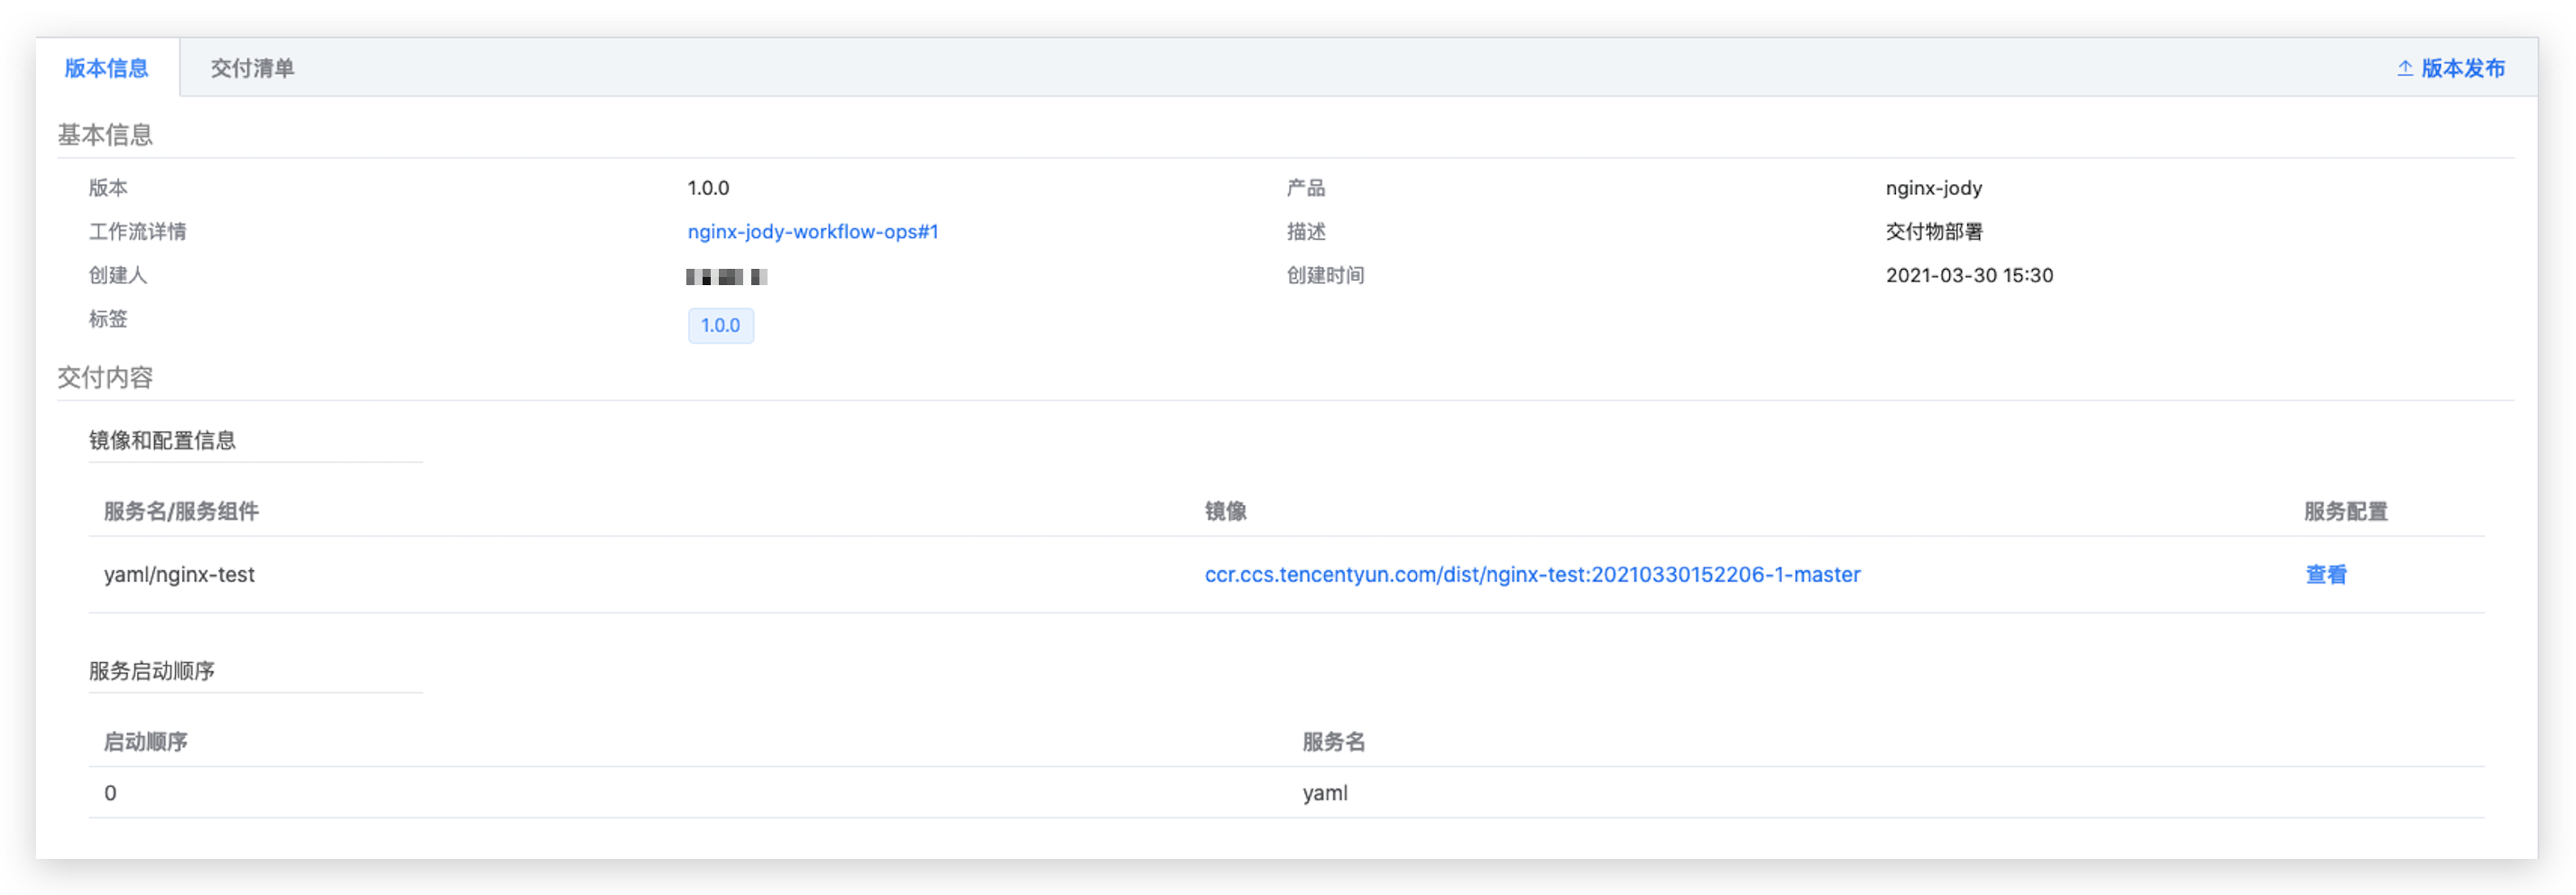 版本信息 交付清单 版本发布
基本信息
版本 1.0.0 产品 nginx-jody
工作流详情 nginx-jody-workflow-ops#1 描述 交付物部署
创建人 创建时间 2021-03-30 15:30
标签 1.0.0
交付内容
镜像和配置信息
服务名/服务组件 镜像 服务配置
yaml/nginx-test ccr.ccs.tencentyun.com/dist/nginx-test:20210330152206-1-master 查看
服务启动顺序
启动顺序 服务名
0 yaml